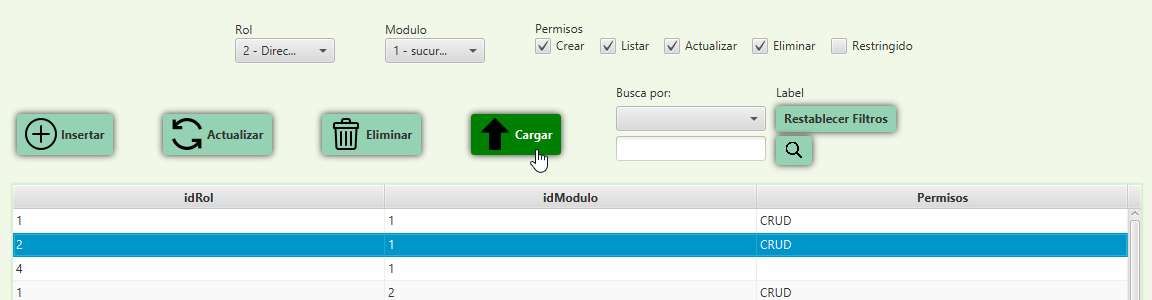 Rol
2 - Direc...
Modulo
1 - sucur...
Permisos
Crear Listar Actualizar Eliminar Restringido
Busca por:
Label
Insertar Actualizar Eliminar Cargar
Restablecer Filtros
idRol idModulo Permisos
1 1 CRUD
2 1 CRUD
4 1
1 2 CRUD